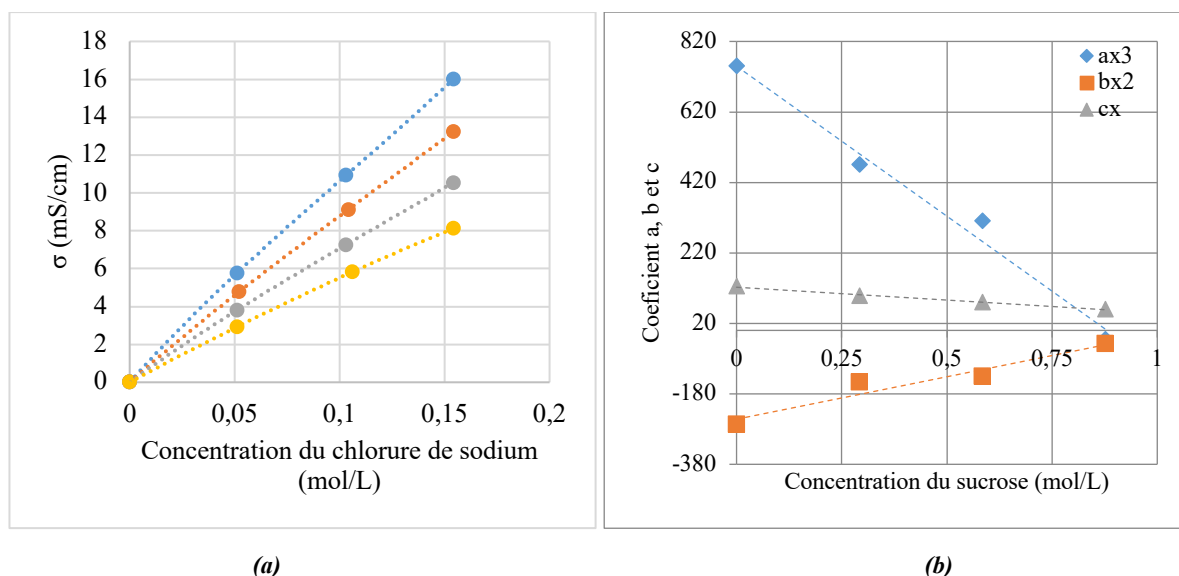 18
16
14
12
10
8
6
4
2
0
σ (mS/cm)
0
0,05
0,1
0,15
0,2
Concentration du chlorure de sodium
(mol/L)
(a)
820
620
420
220
20
-180
-380
Coeficient a, b et c
ax3
bx2
cx
0
0,25
0,5
0,75
1
Concentration du sucrose (mol/L)
(b)